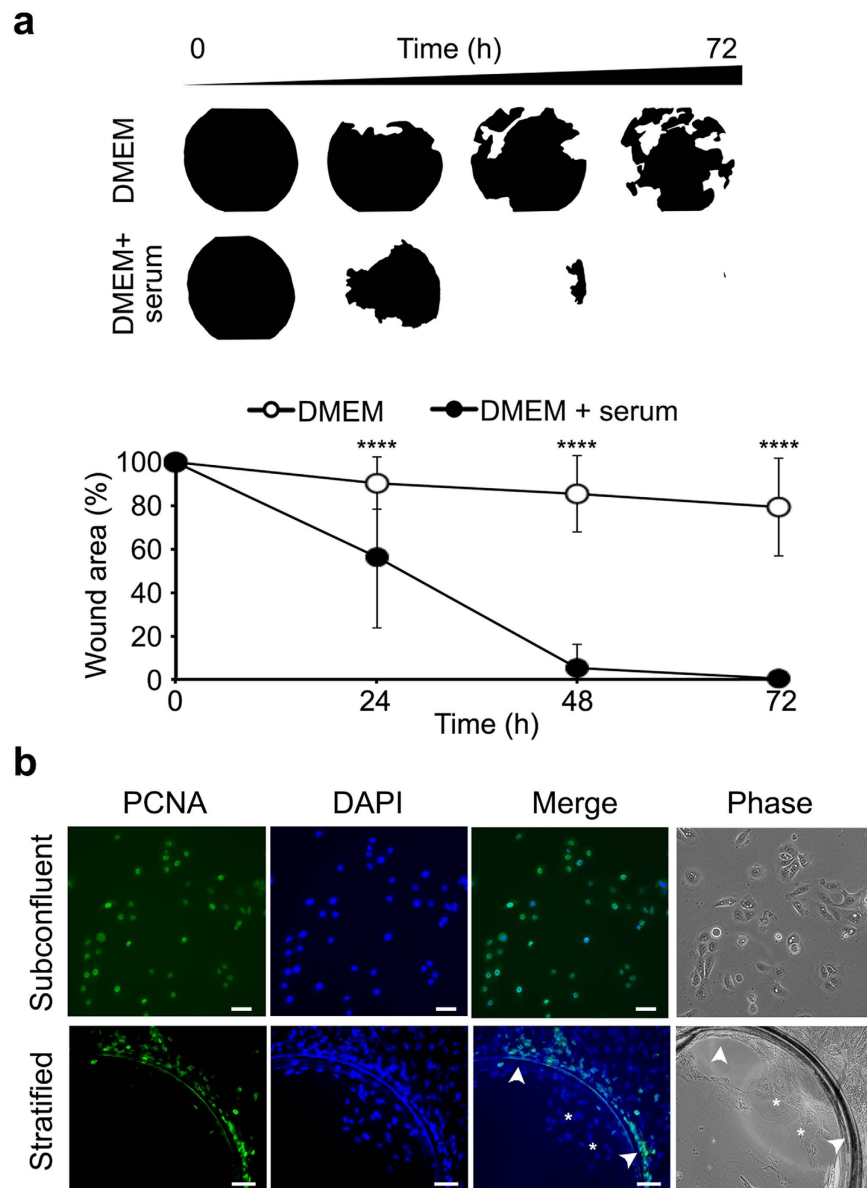 a
0 Time (h) 72
DMEM
DMEM+
serum
DMEM DMEM + serum
**** **** ****
100
80
60
40
20
0
Wound area (%)
0 24 48 72
Time (h)
b
PCNA DAPI Merge Phase
Subconfluent
Stratified
* *
* *